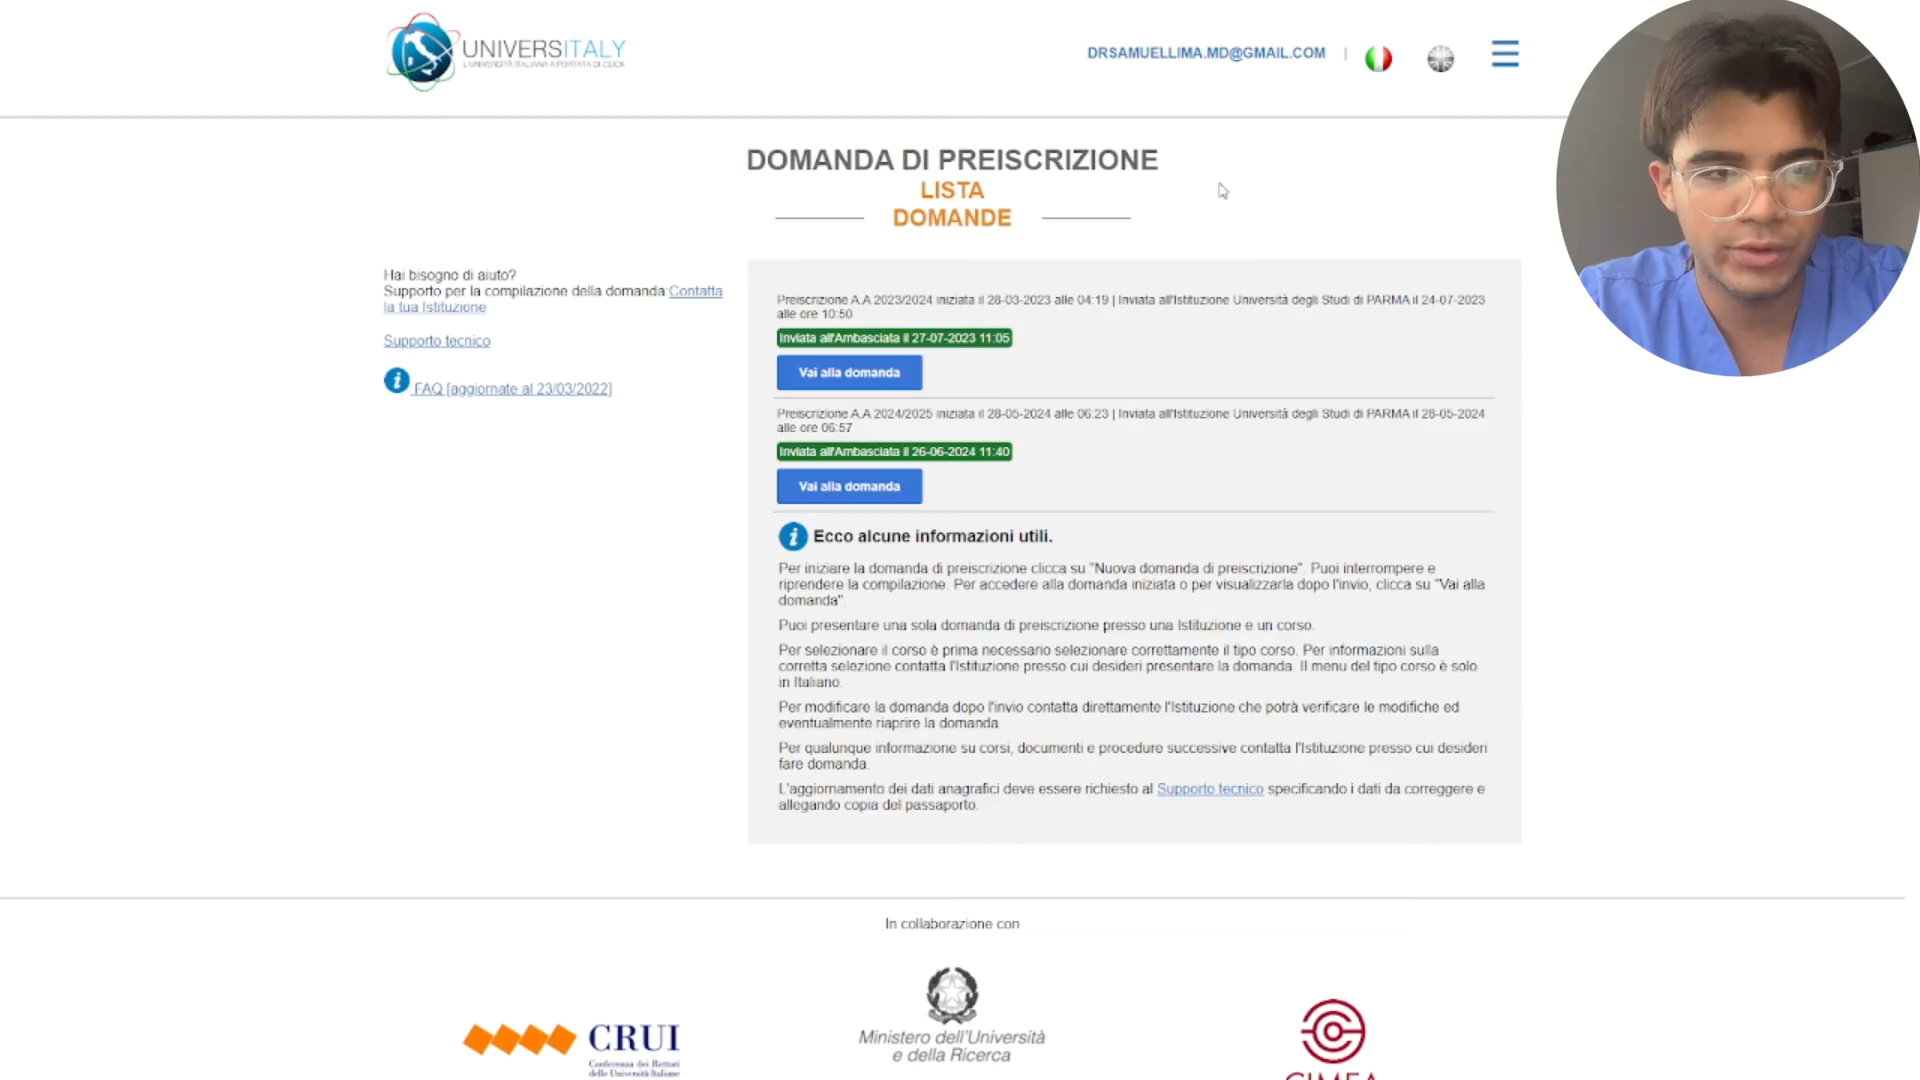 UNIVERSITALY
L'UNIVERSITÀ ITALIANA A PORTATA DI CLICK
DRSAMUELLIMA.MD@GMAIL.COM |
DOMANDA DI PREISCRIZIONE
LISTA
DOMANDE
Hai bisogno di aiuto?
Supporto per la compilazione della domanda:Contatta
la tua Istituzione
Supporto tecnico
FAQ [aggiornate al 23/03/2022]
Preiscrizione A.A 2023/2024 iniziata il 28-03-2023 alle 04:19 | Inviata all'Istituzione Università degli Studi di PARMA il 24-07-2023
alle ore 10:50
Inviata all'Ambasciata il 27-07-2023 11:05
Vai alla domanda
Preiscrizione A.A 2024/2025 iniziata il 28-05-2024 alle 06:23 | Inviata all'Istituzione Università degli Studi di PARMA il 28-05-2024
alle ore 06:57
Inviata all'Ambasciata il 26-06-2024 11:40
Vai alla domanda
Ecco alcune informazioni utili.
Per iniziare la domanda di preiscrizione clicca su "Nuova domanda di preiscrizione". Puoi interrompere e
riprendere la compilazione. Per accedere alla domanda iniziata o per visualizzarla dopo l'invio, clicca su "Vai alla
domanda".
Puoi presentare una sola domanda di preiscrizione presso una Istituzione e un corso.
Per selezionare il corso è prima necessario selezionare correttamente il tipo corso. Per informazioni sulla
corretta selezione contatta l'Istituzione presso cui desideri presentare la domanda. Il menu del tipo corso è solo
in Italiano.
Per modificare la domanda dopo l'invio contatta direttamente l'Istituzione che potrà verificare le modifiche ed
eventualmente riaprire la domanda.
Per qualunque informazione su corsi, documenti e procedure successive contatta l'Istituzione presso cui desideri
fare domanda.
L'aggiornamento dei dati anagrafici deve essere richiesto al Supporto tecnico specificando i dati da correggere e
allegando copia del passaporto.
In collaborazione con
CRUI
Conferenza dei Rettori
delle Università Italiane
Ministero dell'Università
e della Ricerca
CIMEA